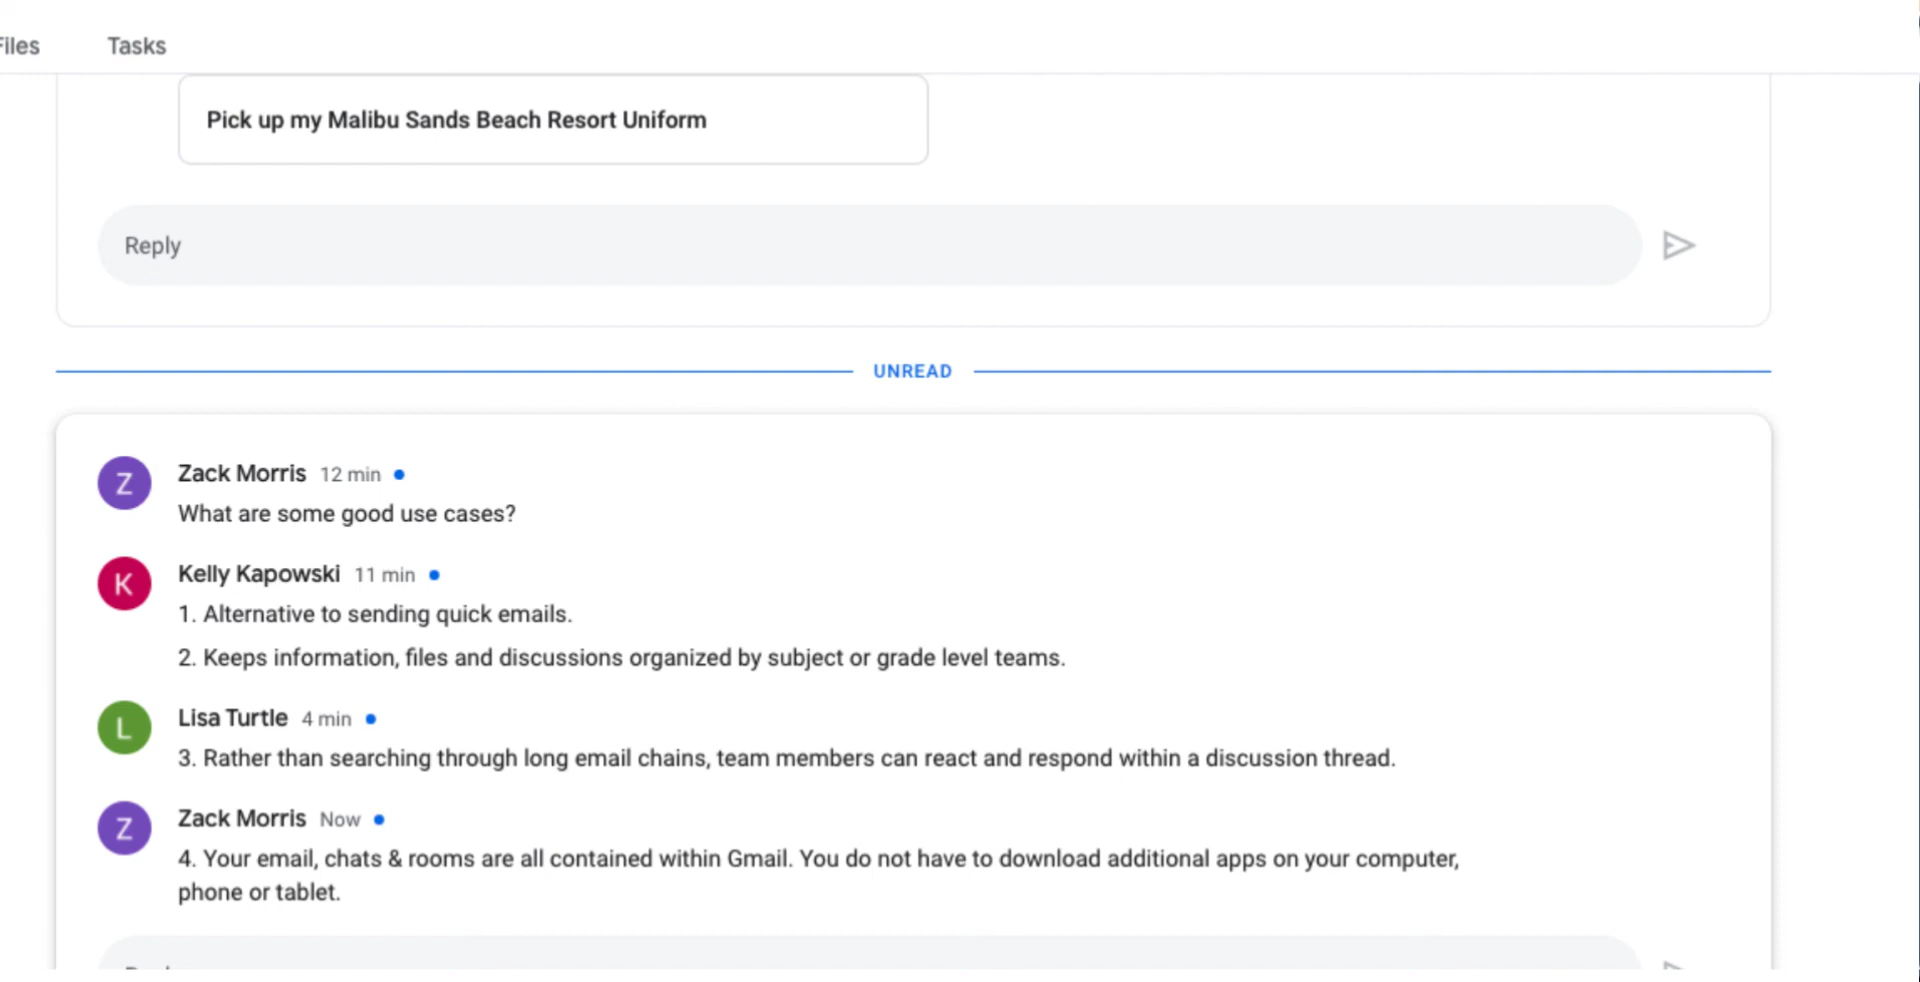 Files Tasks
Pick up my Malibu Sands Beach Resort Uniform
Reply
UNREAD
Z Zack Morris 12 min
What are some good use cases?
K Kelly Kapowski 11 min
1. Alternative to sending quick emails.
2. Keeps information, files and discussions organized by subject or grade level teams.
L Lisa Turtle 4 min
3. Rather than searching through long email chains, team members can react and respond within a discussion thread.
Z Zack Morris Now
4. Your email, chats & rooms are all contained within Gmail. You do not have to download additional apps on your computer,
phone or tablet.